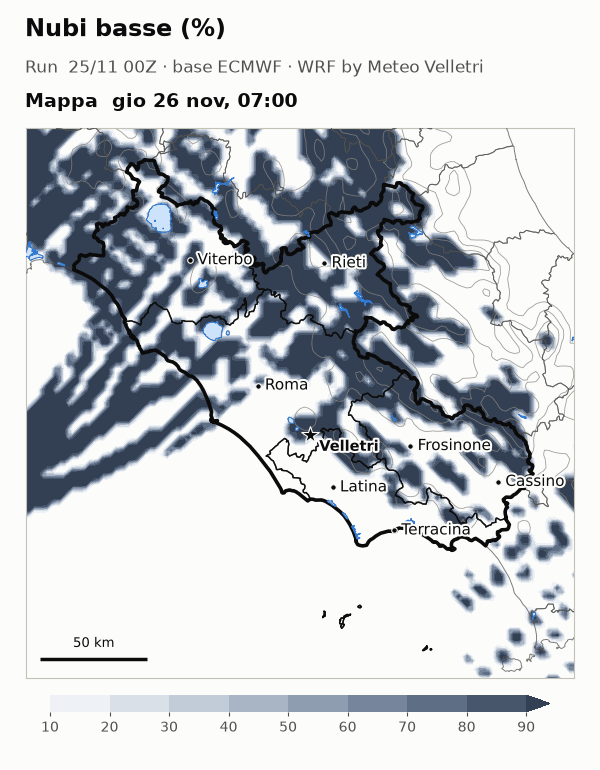 Nubi basse (%)
Run  25/11 00Z · base ECMWF · WRF by Meteo Velletri
Mappa  gio 26 nov, 07:00
Viterbo
Rieti
Roma
Velletri
Frosinone
Latina
Cassino
Terracina
50 km
10 20 30 40 50 60 70 80 90